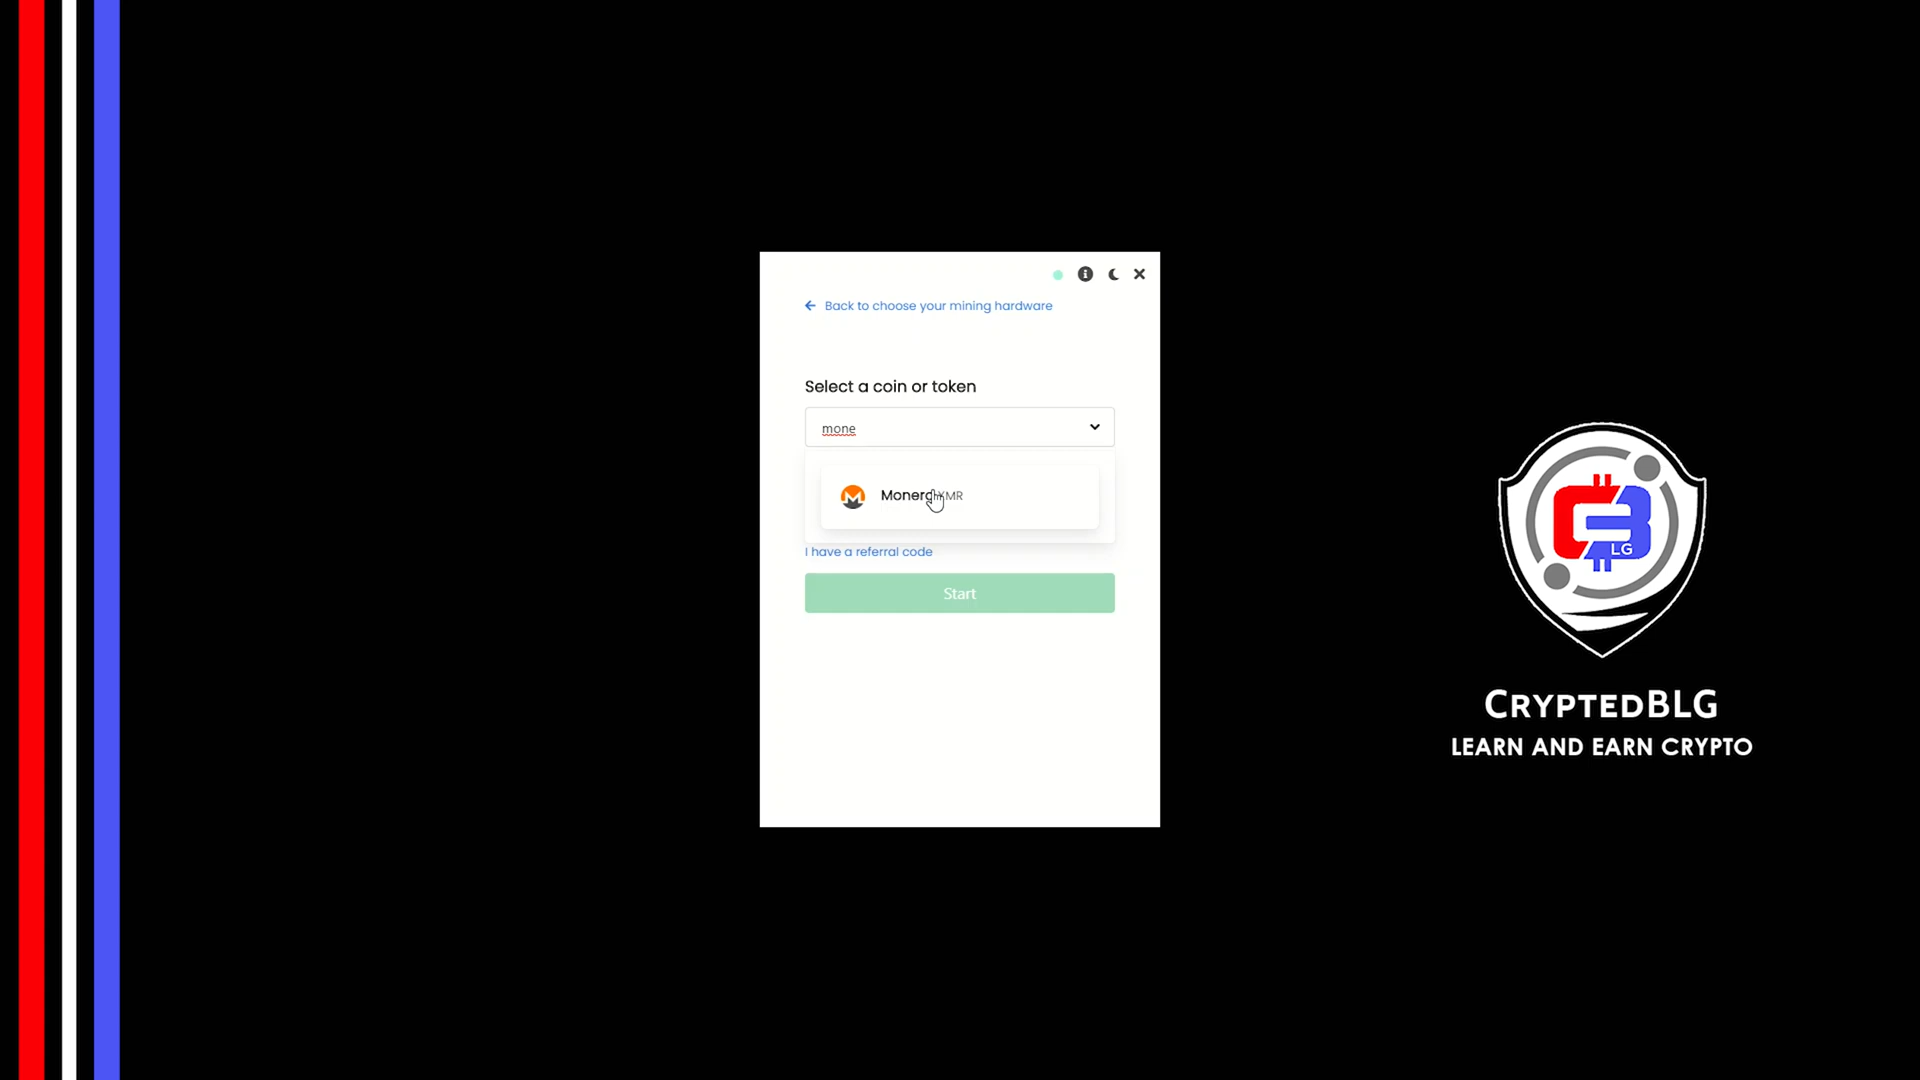 Back to choose your mining hardware
Select a coin or token
mone
Monero XMR
I have a referral code
Start
LG
CRYPTEDBLG
LEARN AND EARN CRYPTO